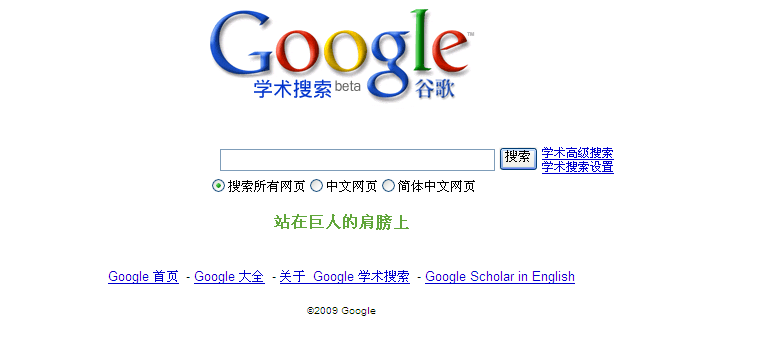 Google™
学术搜索 beta 谷歌
搜索 学术高级搜索
学术搜索设置
搜索所有网页 中文网页 简体中文网页
站在巨人的肩膀上
Google 首页 - Google 大全 - 关于 Google 学术搜索 - Google Scholar in English
©2009 Google